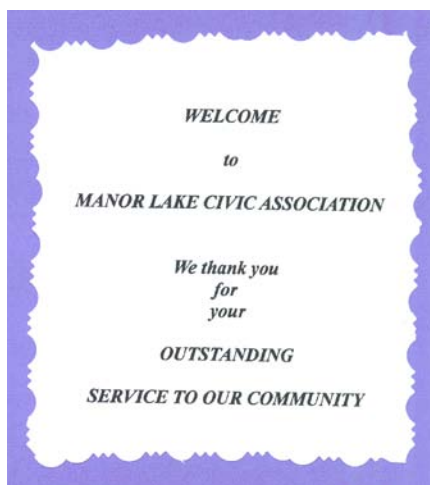 WELCOME
to
MANOR LAKE CIVIC ASSOCIATION
We thank you
for
your
OUTSTANDING
SERVICE TO OUR COMMUNITY